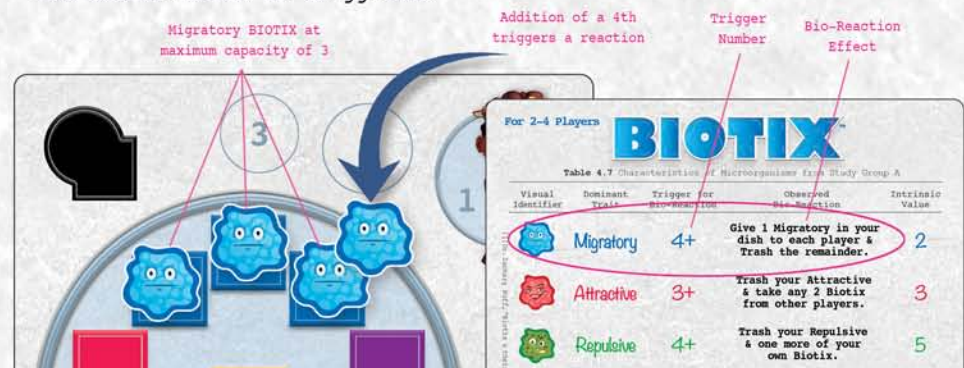 Migratory BIOTIX at
maximum capacity of 3
Addition of a 4th
triggers a reaction
Trigger
Number
Bio-Reaction
Effect
3
1
For 2-4 Players
BIOTIX™
Table 4.7 Characteristics of Microorganisms from Study Group A
Visual
Identifier
Dominant
Trait
Trigger for
Bio-Reaction
Observed
Bio-Reaction
Intrinsic
Value
Migratory
4+
Give 1 Migratory in your
dish to each player &
Trash the remainder.
2
Attractive
3+
Trash your Attractive
& take any 2 Biotix
from other players.
3
Repulsive
4+
Trash your Repulsive
& one more of your
own Biotix.
5